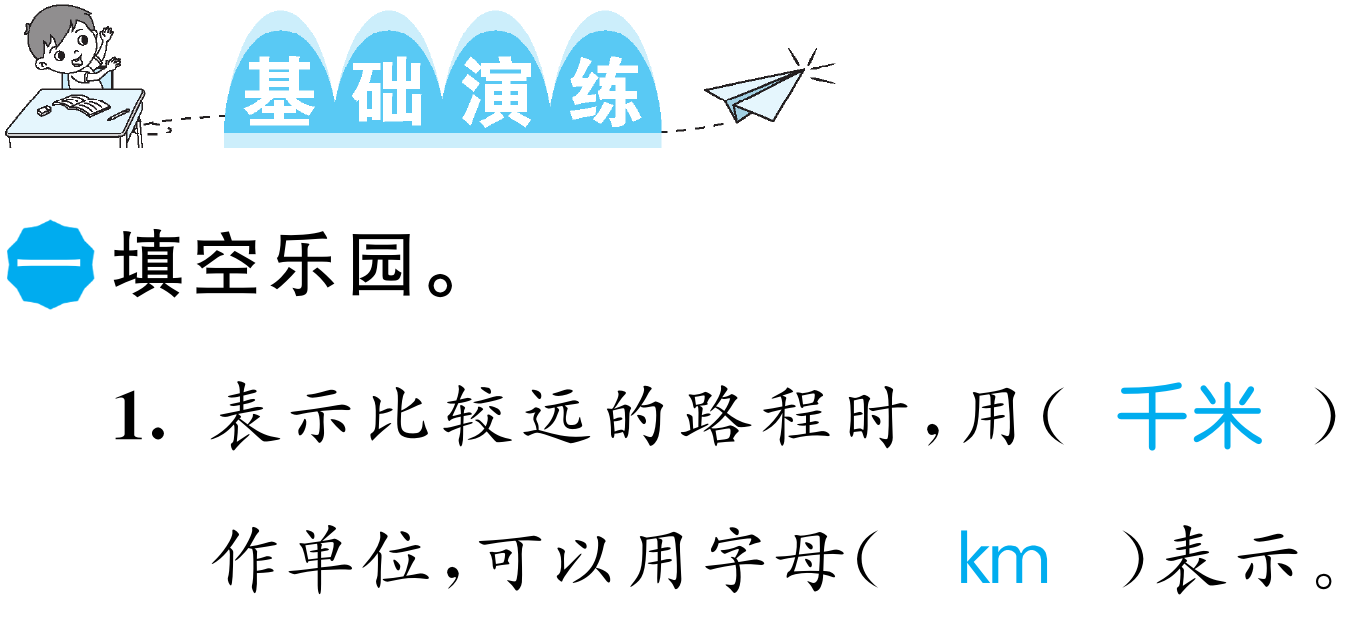 基础演练
一 填空乐园。
1. 表示比较远的路程时,用( 千米 )
作单位,可以用字母( km )表示。